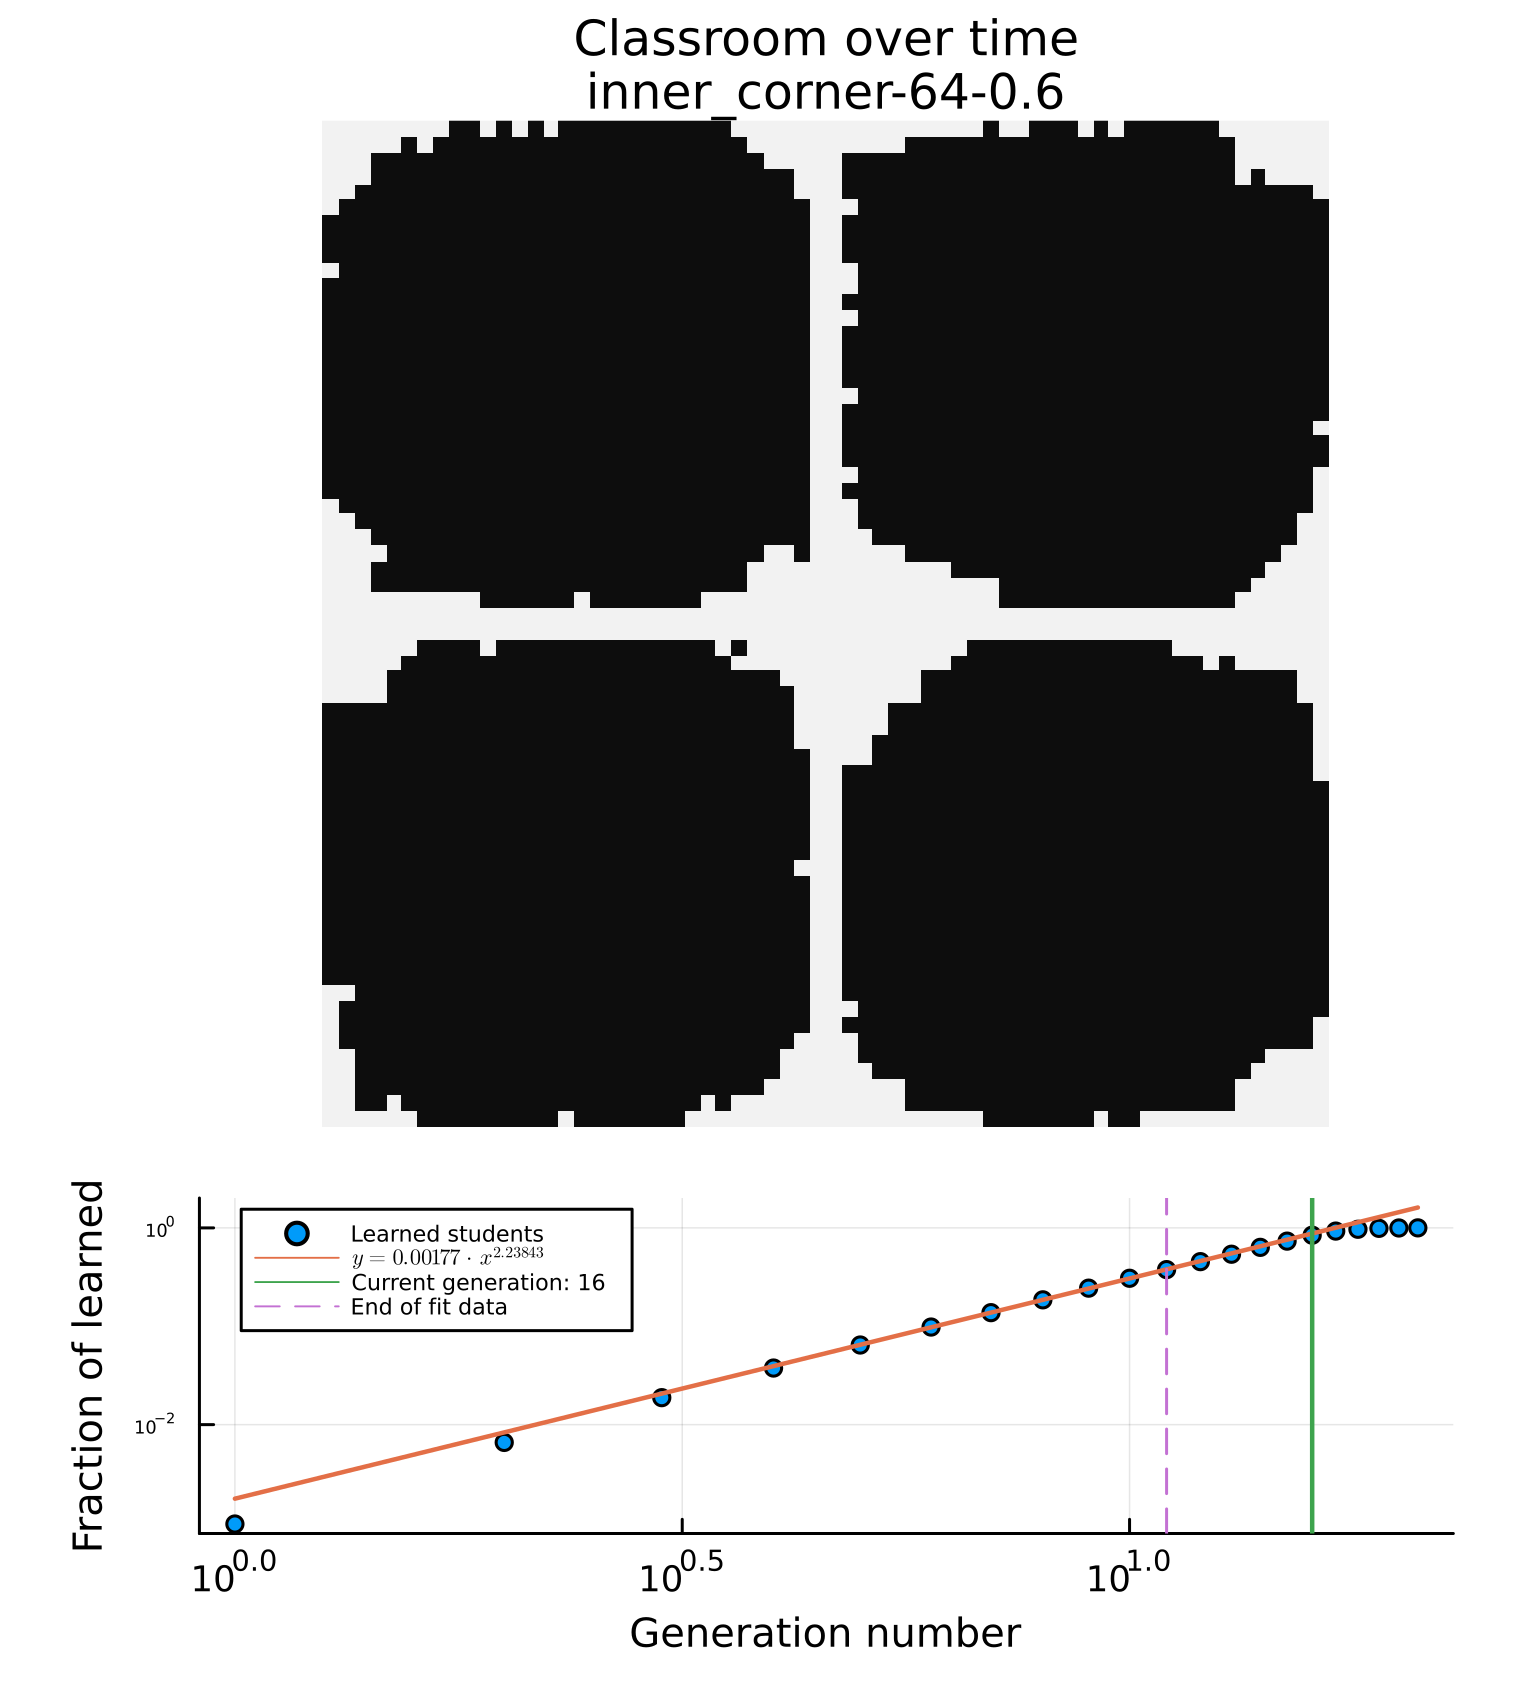 Classroom over time
inner_corner-64-0.6
Fraction of learned
10^0
10^-2
Learned students
y = 0.00177 · x^2.23843
Current generation: 16
End of fit data
10^0.0
10^0.5
10^1.0
Generation number